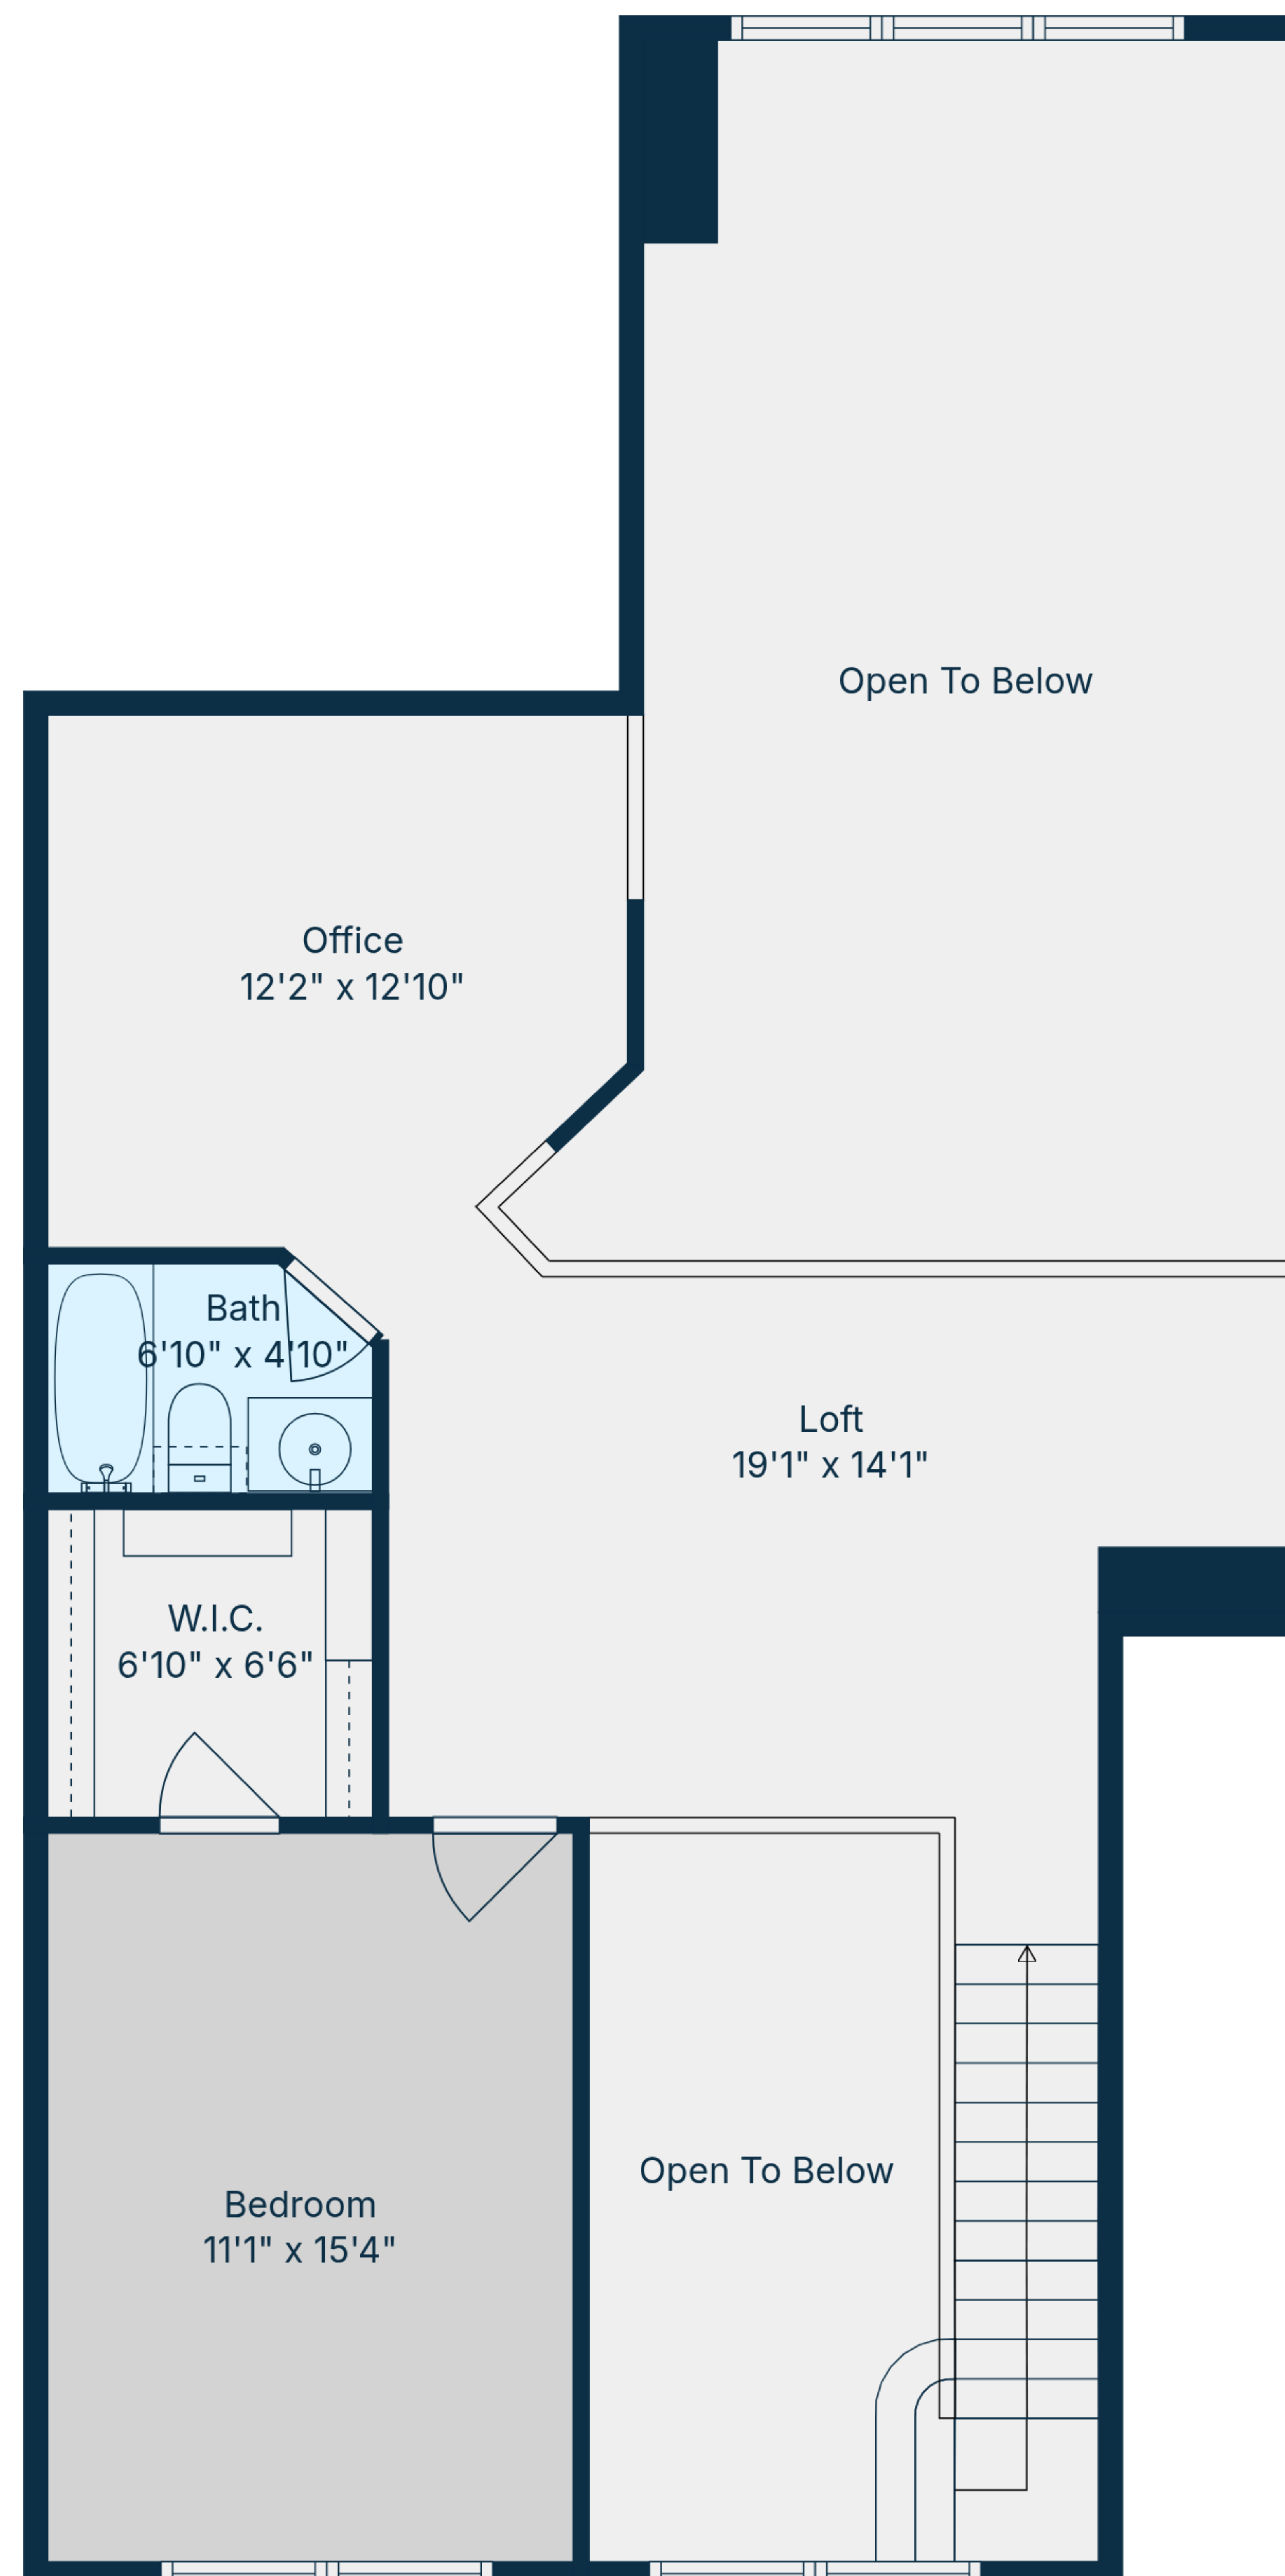 Open To Below
Office
12'2" x 12'10"
Bath
6'10" x 4'10"
Loft
19'1" x 14'1"
W.I.C.
6'10" x 6'6"
Open To Below
Bedroom
11'1" x 15'4"